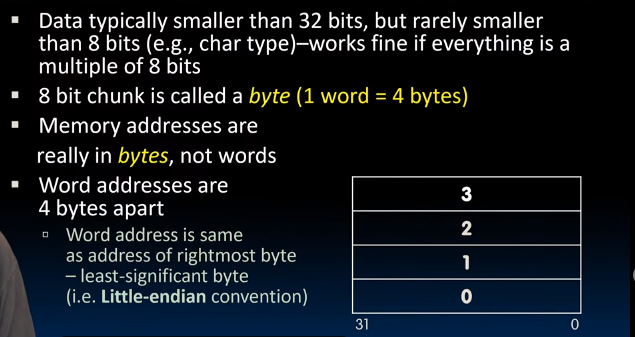 Data typically smaller than 32 bits, but rarely smaller
than 8 bits (e.g., char type)–works fine if everything is a
multiple of 8 bits
8 bit chunk is called a byte (1 word = 4 bytes)
Memory addresses are
really in bytes, not words
Word addresses are
4 bytes apart
Word address is same
as address of rightmost byte
– least-significant byte
(i.e. Little-endian convention)
3
2
1
0
31 0